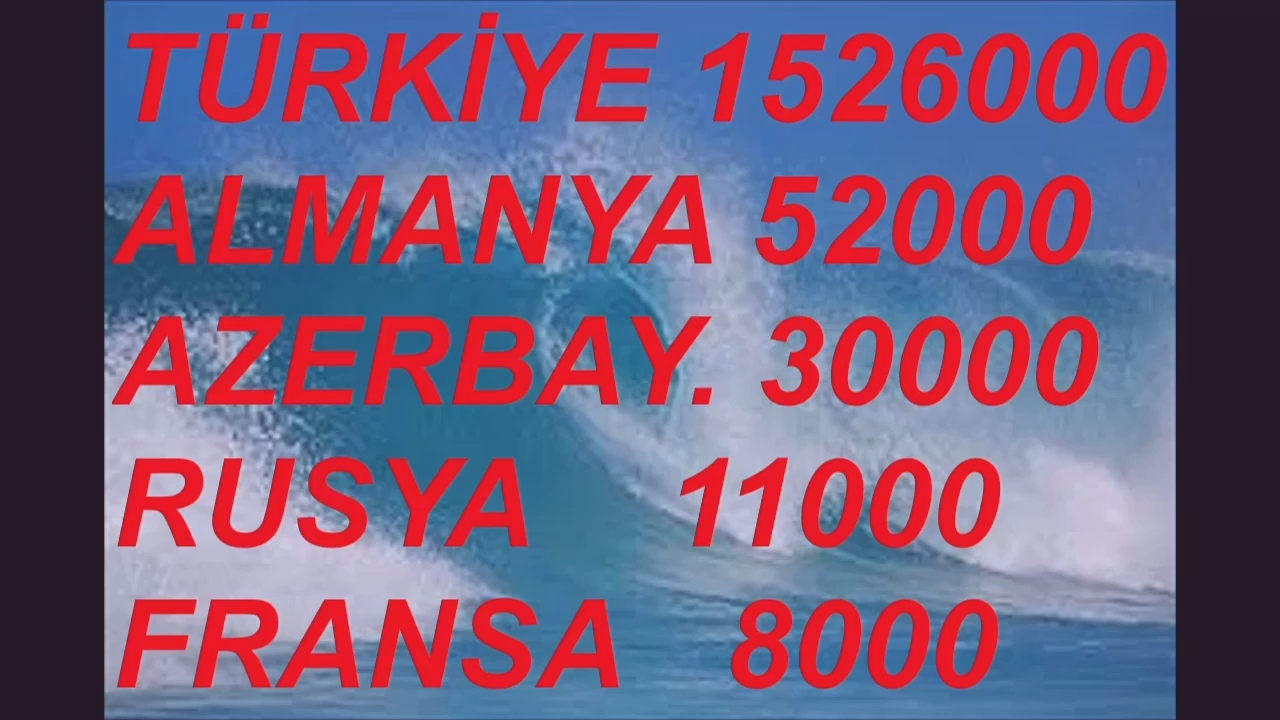 TÜRKİYE 1526000
ALMANYA 52000
AZERBAY. 30000
RUSYA 11000
FRANSA 8000